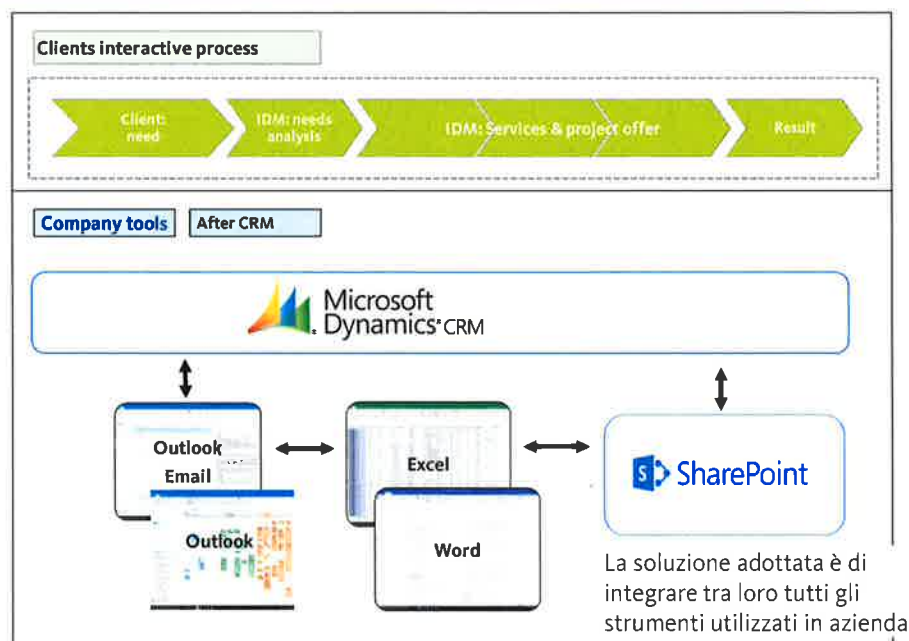 Clients interactive process
Client:
need
IDM: needs
analysis
IDM: Services & project offer
Result
Company tools
After CRM
Microsoft
Dynamics CRM
Outlook
Email
Outlook
Excel
Word
S
SharePoint
La soluzione adottata è di
integrare tra loro tutti gli
strumenti utilizzati in azienda